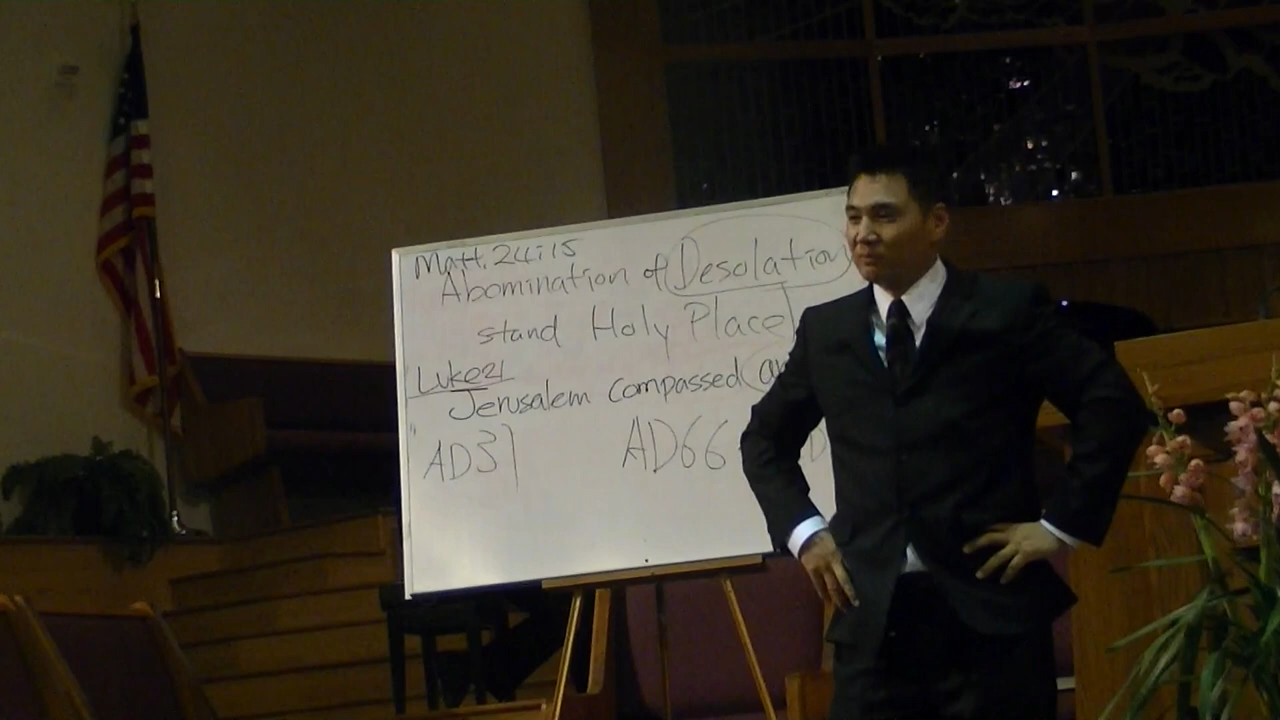 Matt. 24:15
Abomination of Desolation
stand Holy Place
Luke 21
Jerusalem compassed
AD31 AD66